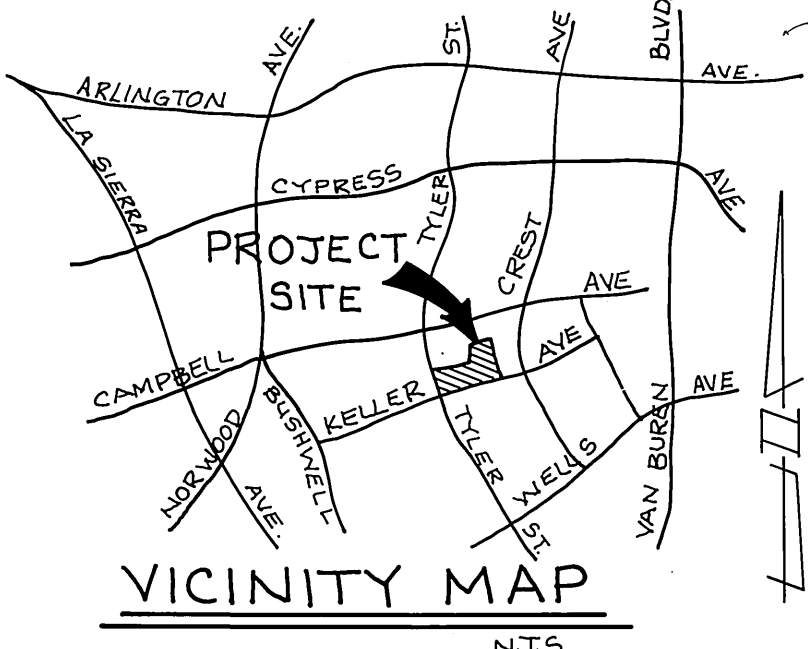 AVE.
ST.
AVE
BLVD
AVE.
ARLINGTON
LA SIERRA
CYPRESS
AVE
TYLER
PROJECT
SITE
CREST
AVE
CAMPBELL
AYE
KELLER
AVE
BUSHWELL
NORWOOD
TYLER
WELLS
VAN BUREN
AVE.
ST.
VICINITY MAP
N.T.S.